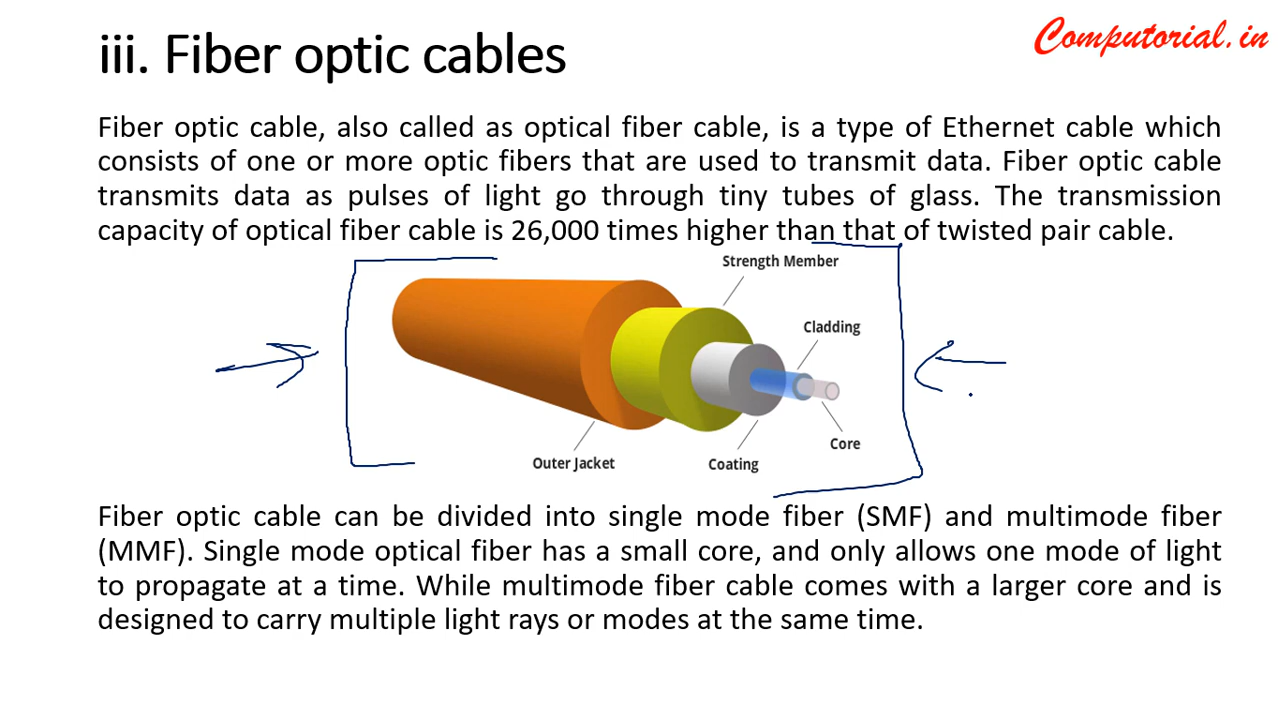 Computorial.in
iii. Fiber optic cables
Fiber optic cable, also called as optical fiber cable, is a type of Ethernet cable which
consists of one or more optic fibers that are used to transmit data. Fiber optic cable
transmits data as pulses of light go through tiny tubes of glass. The transmission
capacity of optical fiber cable is 26,000 times higher than that of twisted pair cable.
Strength Member
Cladding
Core
Outer Jacket
Coating
Fiber optic cable can be divided into single mode fiber (SMF) and multimode fiber
(MMF). Single mode optical fiber has a small core, and only allows one mode of light
to propagate at a time. While multimode fiber cable comes with a larger core and is
designed to carry multiple light rays or modes at the same time.